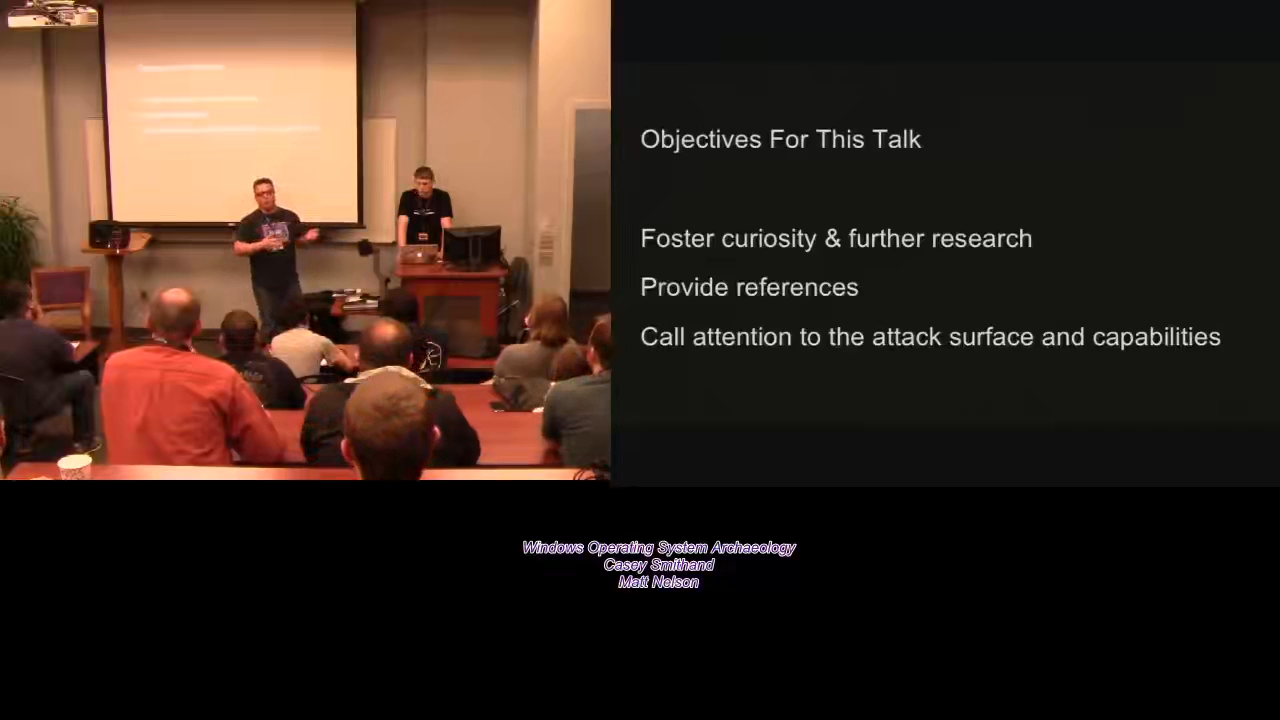 Objectives For This Talk
Foster curiosity & further research
Provide references
Call attention to the attack surface and capabilities
Windows Operating System Archaeology
Casey Smithand
Matt Nelson